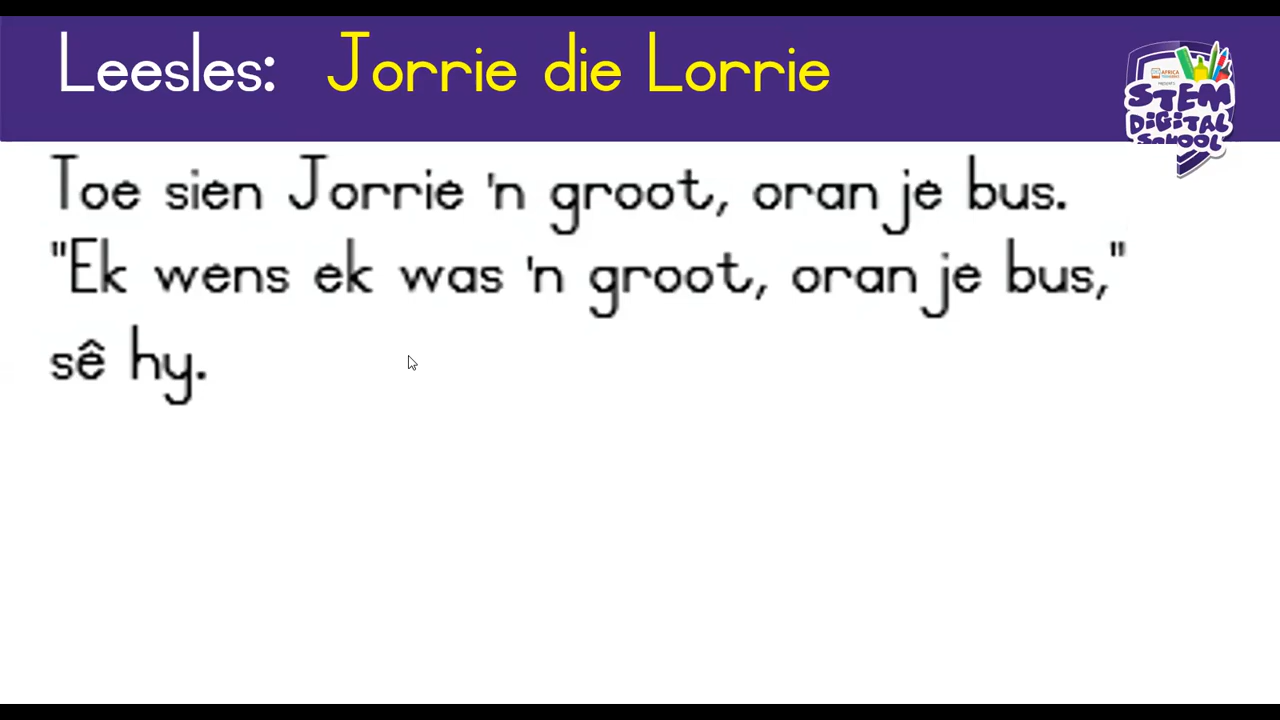 Leesles: Jorrie die Lorrie
AFRICA
STEM
DIGITAL
SCHOOL
Toe sien Jorrie 'n groot, oranje bus.
"Ek wens ek was 'n groot, oranje bus,"
sê hy.